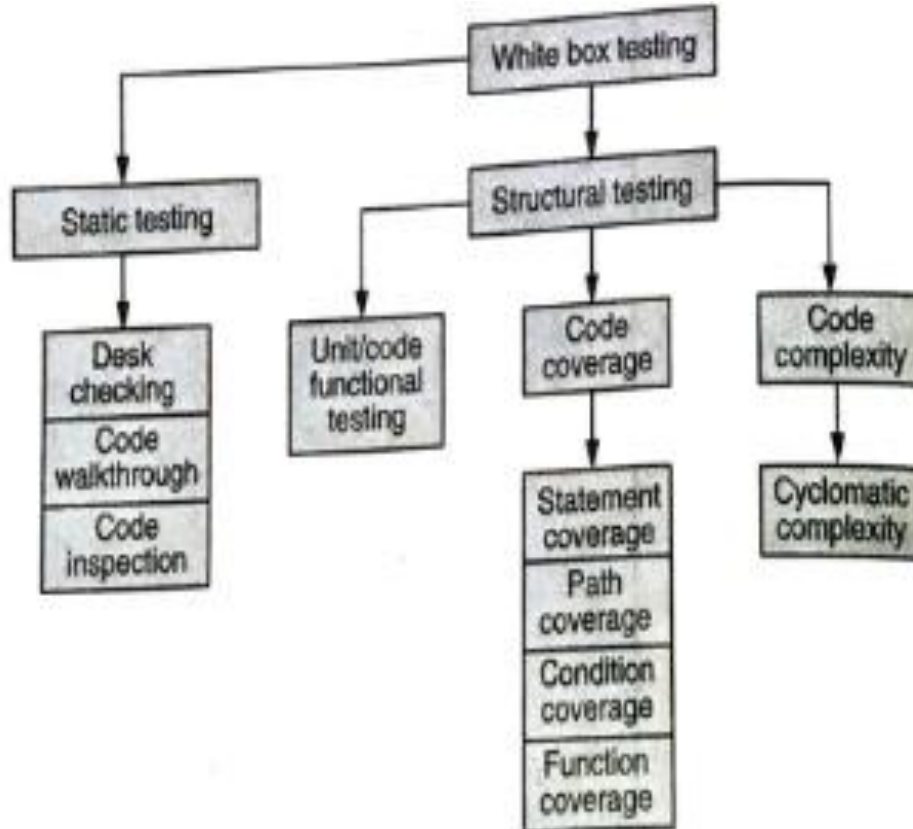 White box testing
Static testing
Structural testing
Desk
checking
Code
walkthrough
Code
inspection
Unit/code
functional
testing
Code
coverage
Statement
coverage
Path
coverage
Condition
coverage
Function
coverage
Code
complexity
Cyclomatic
complexity